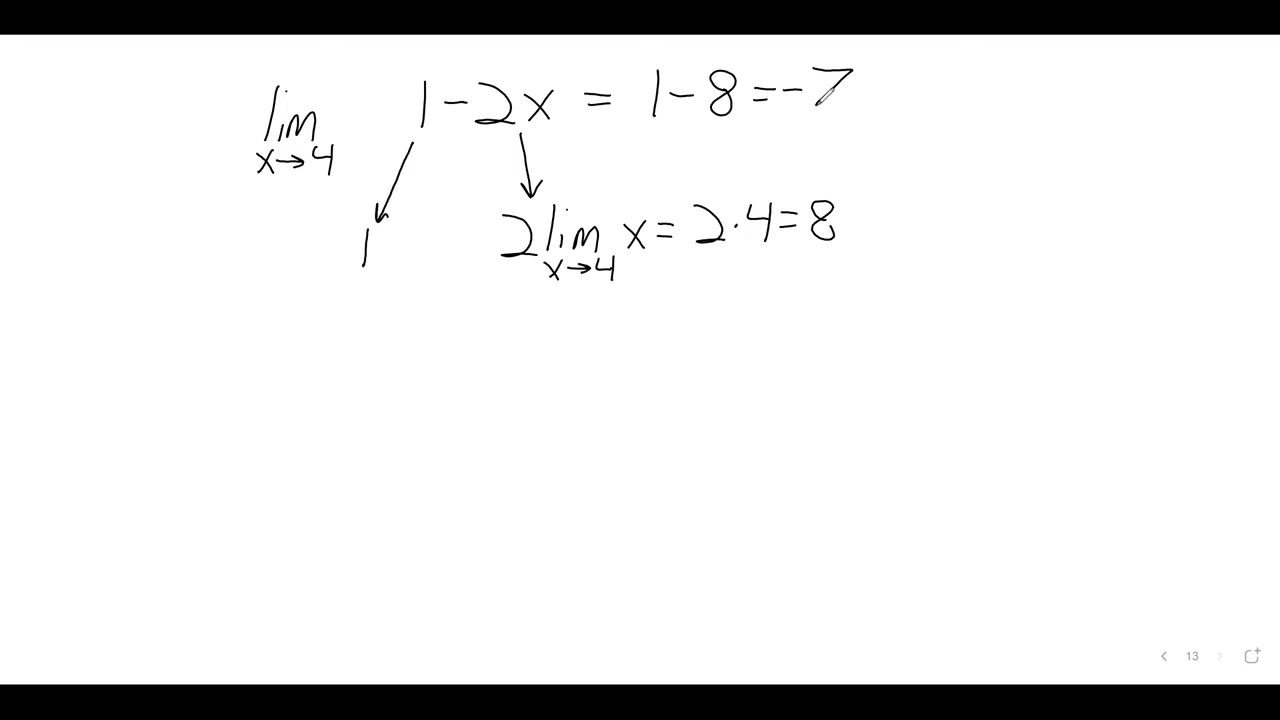 lim x→4 1-2x = 1-8=-7
1 2 lim x→4 x = 2·4=8
13